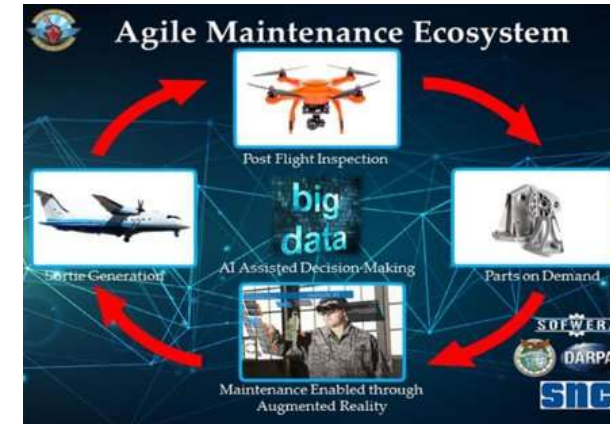 Agile Maintenance Ecosystem
Post Flight Inspection
big
data
AI Assisted Decision-Making
Sortie Generation
Parts on Demand
Maintenance Enabled through
Augmented Reality
SOFWERX
DARPA
snc